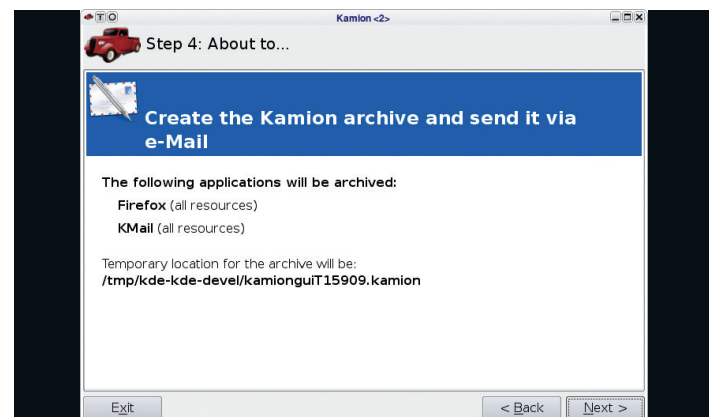 Kamion <2>
Step 4: About to...
Create the Kamion archive and send it via
e-Mail
The following applications will be archived:
Firefox (all resources)
KMail (all resources)
Temporary location for the archive will be:
/tmp/kde-kde-devel/kamionguiT15909.kamion
Exit
< Back
Next >